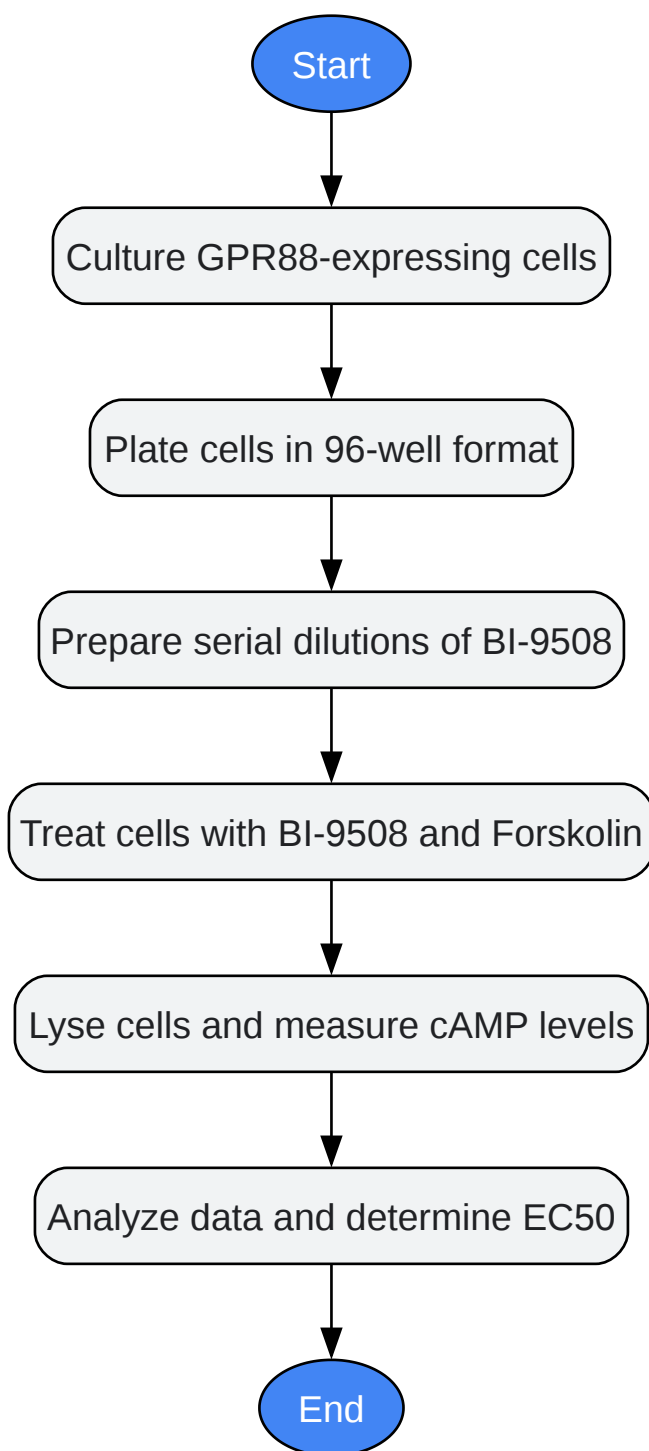 Start
Culture GPR88-expressing cells
Plate cells in 96-well format
Prepare serial dilutions of BI-9508
Treat cells with BI-9508 and Forskolin
Lyse cells and measure cAMP levels
Analyze data and determine EC50
End